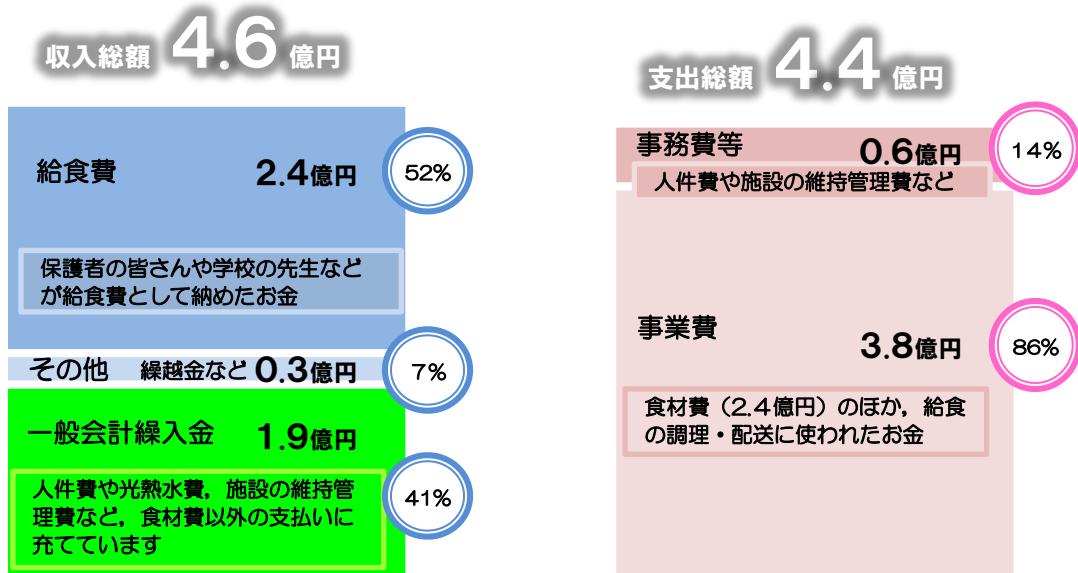 収入総額 4.6 億円
給食費 2.4億円 52%
保護者の皆さんや学校の先生など
が給食費として納めたお金
その他 繰越金など 0.3億円 7%
一般会計繰入金 1.9億円
41%
人件費や光熱水費，施設の維持管
理費など，食材費以外の支払いに
充てています
支出総額 4.4 億円
事務費等 0.6億円 14%
人件費や施設の維持管理費など
事業費 3.8億円 86%
食材費（2.4億円）のほか，給食
の調理・配送に使われたお金